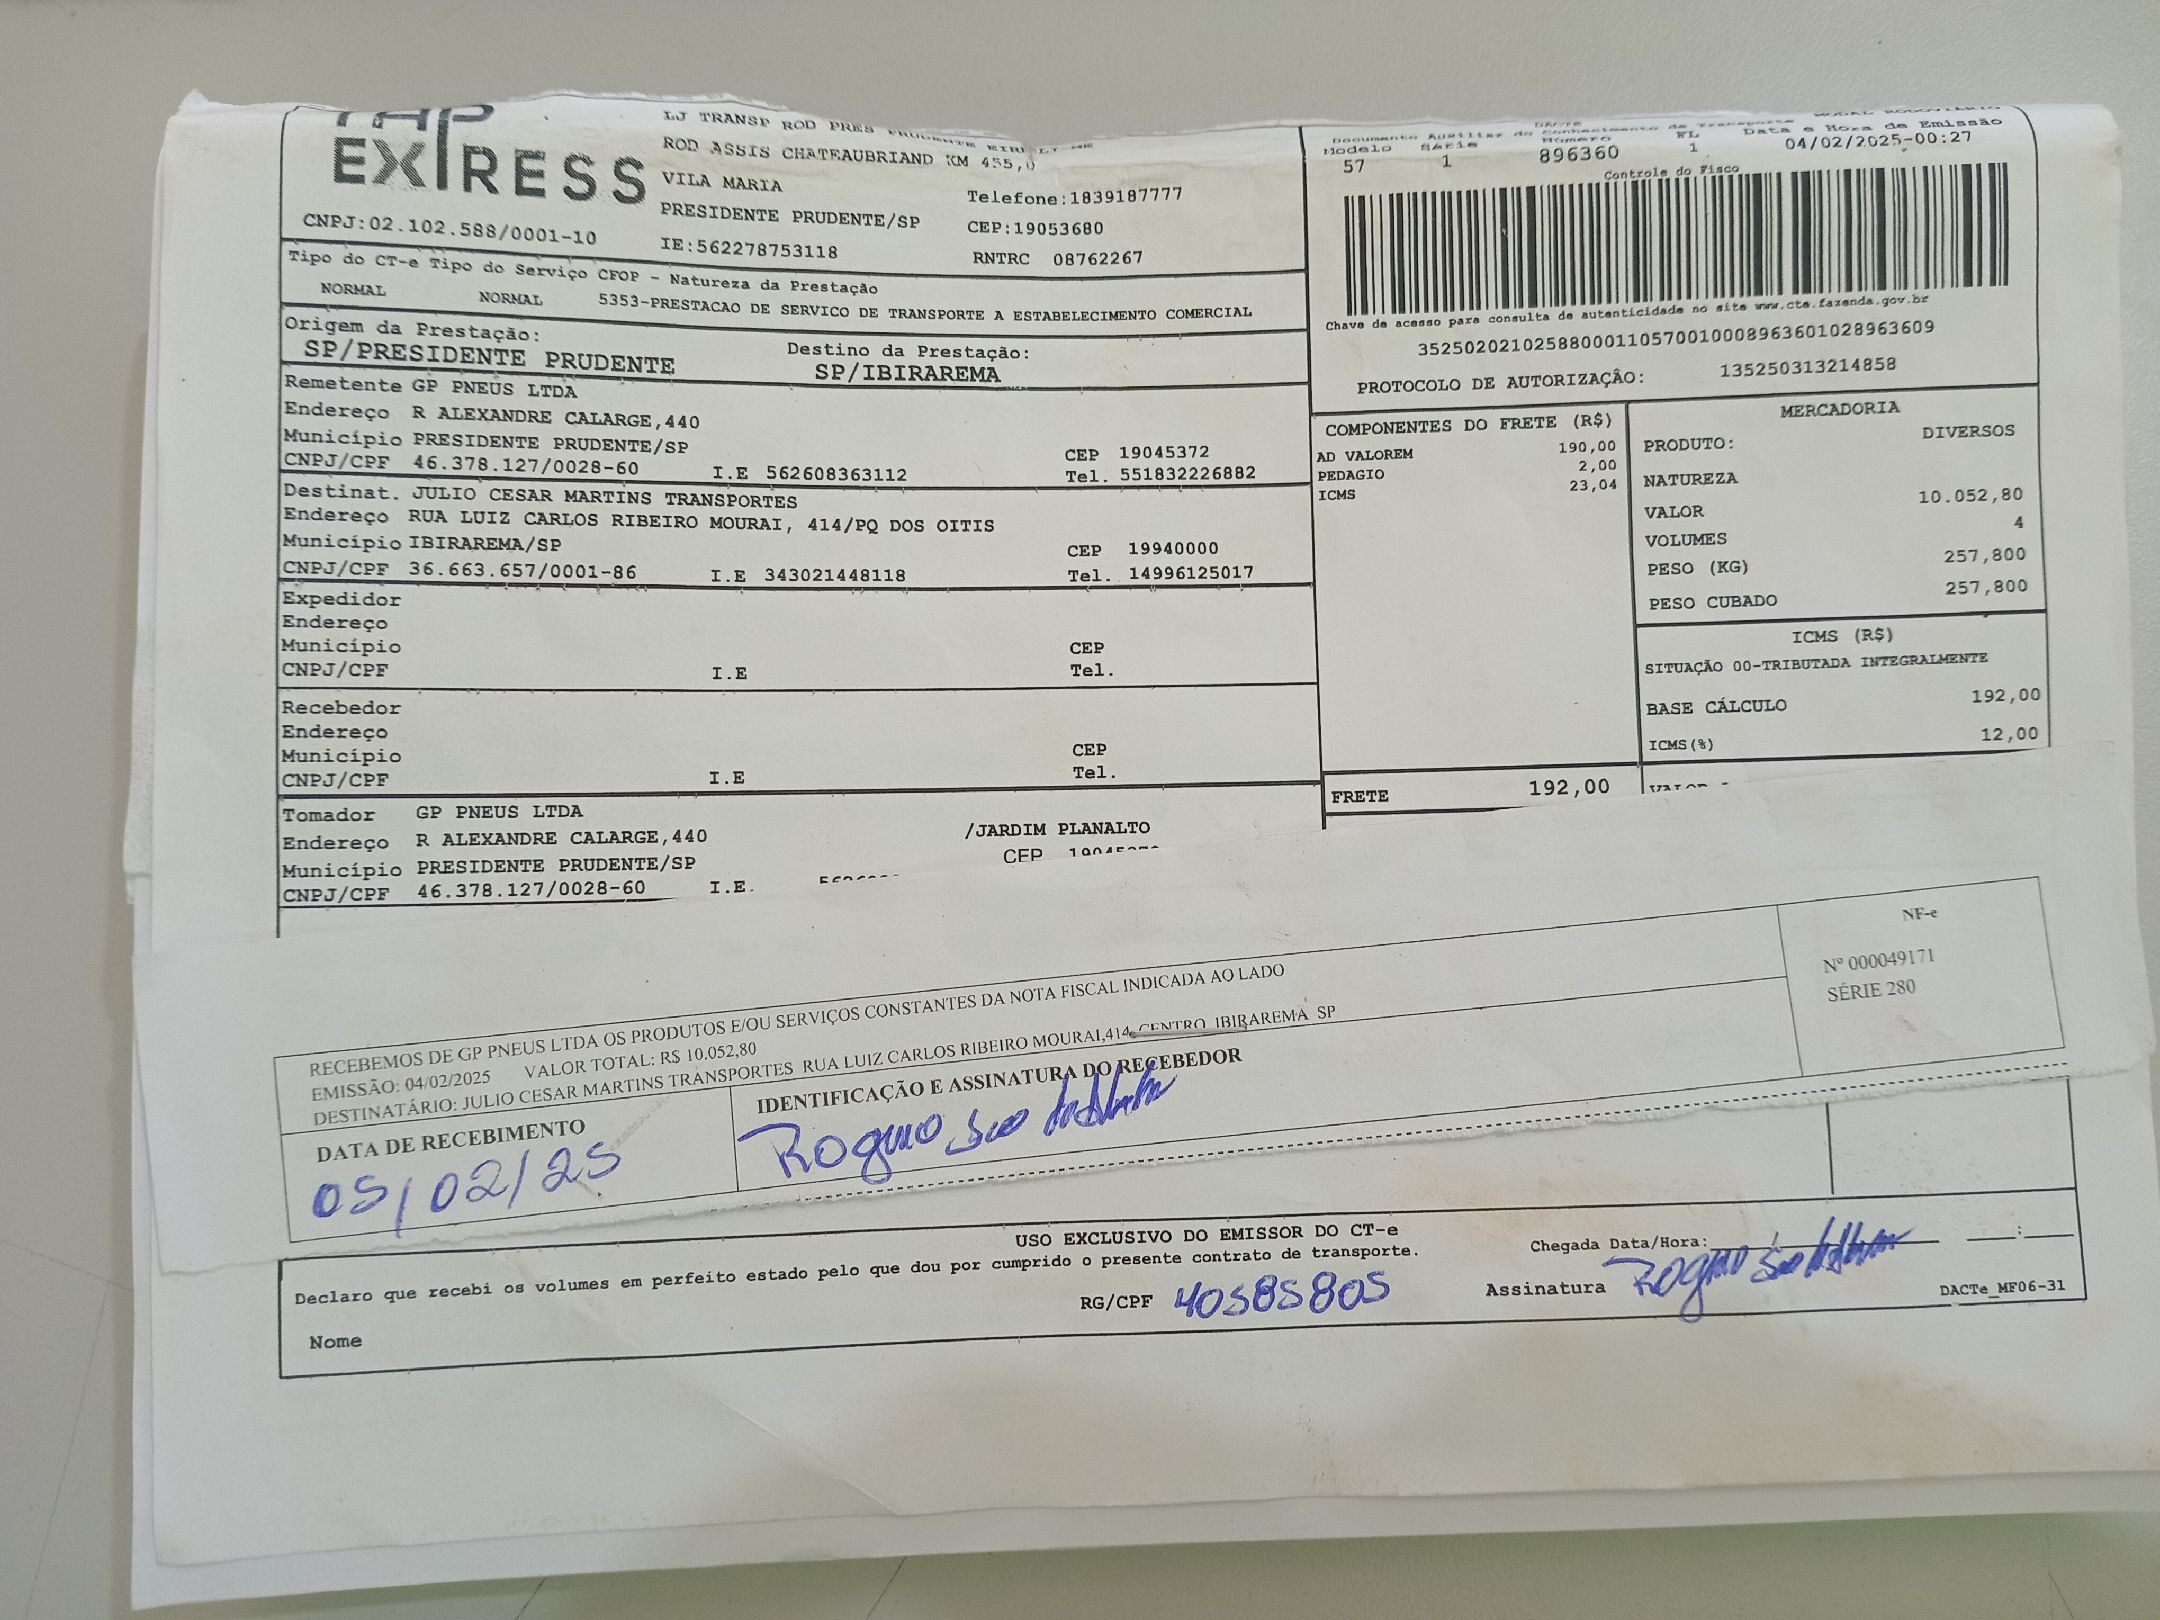 EXPRESS
CNPJ:02.102.588/0001-10
LJ TRANSP ROD PRES
ROD ASSIS CHATEAUBRIAND KM 455,0
VILA MARIA
Telefone:1839187777
PRESIDENTE PRUDENTE/SP
CEP:19053680
IE:562278753118
RNTRC 08762267
Documento Auxiliar do Conhecimento de Transporte
Modelo Série Número FL Data e Hora de Emissão
57 1 896360 1 04/02/2025-00:27
Controle do Fisco
Chave de acesso para consulta de autenticidade no site www.cte.fazenda.gov.br
35250202102588000110570010008963601028963609
PROTOCOLO DE AUTORIZAÇÃO: 135250313214858
Tipo do CT-e Tipo do Serviço CFOP - Natureza da Prestação
NORMAL NORMAL 5353-PRESTACAO DE SERVICO DE TRANSPORTE A ESTABELECIMENTO COMERCIAL
Origem da Prestação: Destino da Prestação:
SP/PRESIDENTE PRUDENTE SP/IBIRAREMA
Remetente GP PNEUS LTDA
Endereço R ALEXANDRE CALARGE,440
Município PRESIDENTE PRUDENTE/SP CEP 19045372
CNPJ/CPF 46.378.127/0028-60 I.E 562608363112 Tel. 551832226882
Destinat. JULIO CESAR MARTINS TRANSPORTES
Endereço RUA LUIZ CARLOS RIBEIRO MOURAI, 414/PQ DOS OITIS
Município IBIRAREMA/SP CEP 19940000
CNPJ/CPF 36.663.657/0001-86 I.E 343021448118 Tel. 14996125017
Expedidor
Endereço
Município CEP
CNPJ/CPF I.E Tel.
Recebedor
Endereço
Município CEP
CNPJ/CPF I.E Tel.
Tomador GP PNEUS LTDA
Endereço R ALEXANDRE CALARGE,440 /JARDIM PLANALTO
Município PRESIDENTE PRUDENTE/SP CEP
CNPJ/CPF 46.378.127/0028-60 I.E.
COMPONENTES DO FRETE (R$)
AD VALOREM 190,00
PEDAGIO 2,00
ICMS 23,04
FRETE 192,00
MERCADORIA
PRODUTO: DIVERSOS
NATUREZA
VALOR 10.052,80
VOLUMES 4
PESO (KG) 257,800
PESO CUBADO 257,800
ICMS (R$)
SITUAÇÃO 00-TRIBUTADA INTEGRALMENTE
BASE CÁLCULO 192,00
ICMS(%) 12,00
RECEBEMOS DE GP PNEUS LTDA OS PRODUTOS E/OU SERVIÇOS CONSTANTES DA NOTA FISCAL INDICADA AO LADO
EMISSÃO: 04/02/2025 VALOR TOTAL: R$ 10.052,80
DESTINATÁRIO: JULIO CESAR MARTINS TRANSPORTES RUA LUIZ CARLOS RIBEIRO MOURAI,414 CENTRO IBIRAREMA SP
NF-e
Nº 000049171
SÉRIE 280
DATA DE RECEBIMENTO
05/02/25
IDENTIFICAÇÃO E ASSINATURA DO RECEBEDOR
USO EXCLUSIVO DO EMISSOR DO CT-e
Declaro que recebi os volumes em perfeito estado pelo que dou por cumprido o presente contrato de transporte.
Chegada Data/Hora:
Nome
RG/CPF 40585805
Assinatura
DACTe_MF06-31